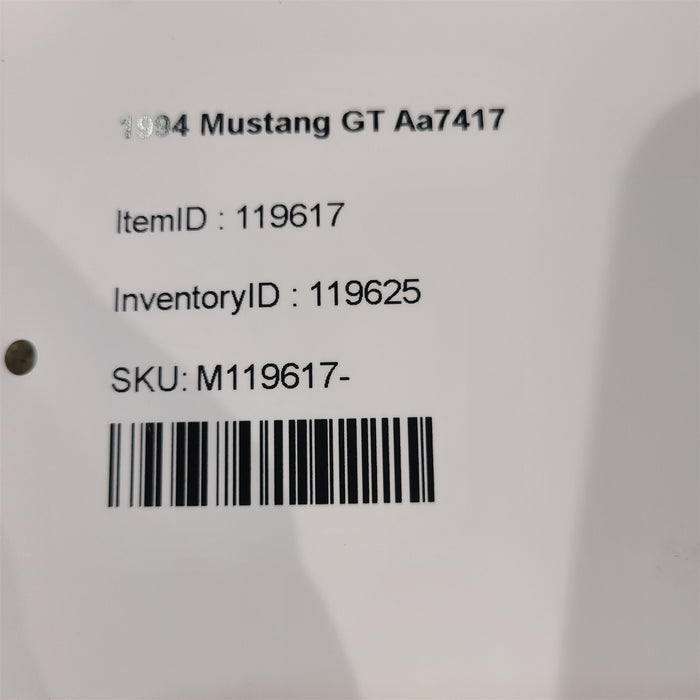 1994 Mustang GT Aa7417
ItemID : 119617
InventoryID : 119625
SKU: M119617-